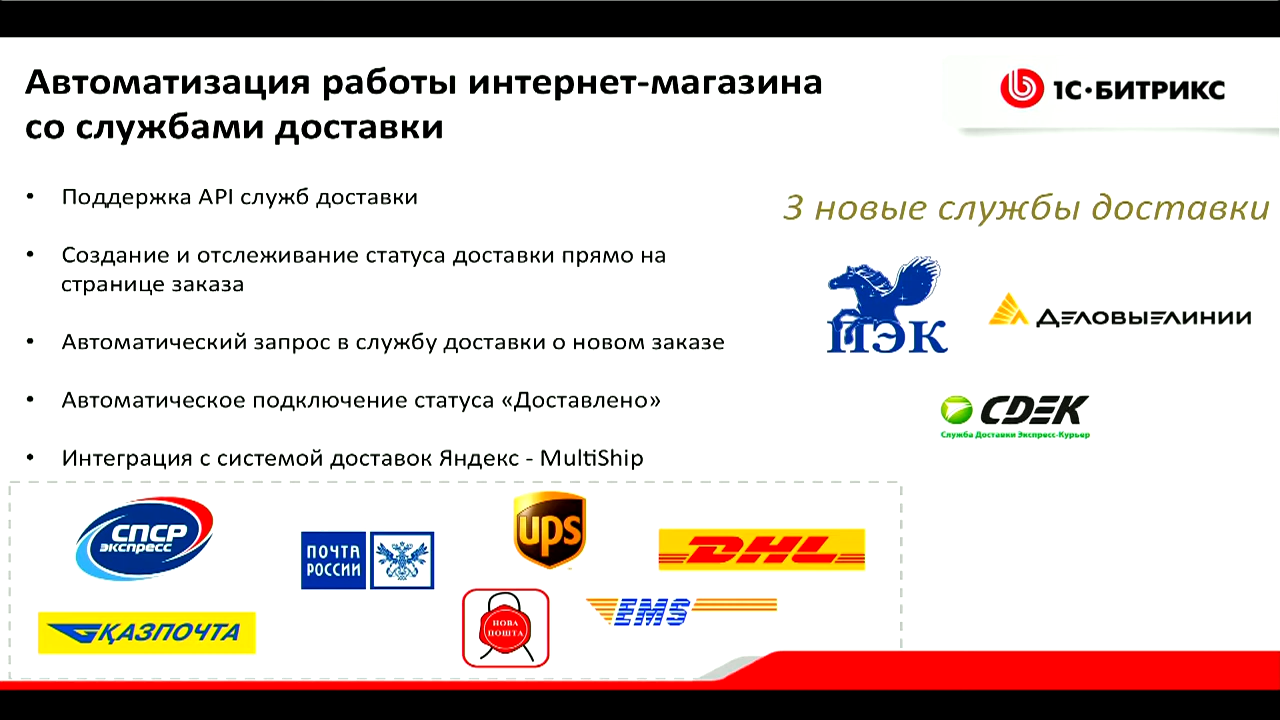 Автоматизация работы интернет-магазина
со службами доставки
1С·БИТРИКС
• Поддержка API служб доставки
• Создание и отслеживание статуса доставки прямо на
странице заказа
• Автоматический запрос в службу доставки о новом заказе
• Автоматическое подключение статуса «Доставлено»
• Интеграция с системой доставок Яндекс - MultiShip
3 новые службы доставки
ПЭК
ДЕЛОВЫЕ ЛИНИИ
CDEK
Служба Доставки Экспресс-Курьер
СПСР
ЭКСПРЕСС
ПОЧТА
РОССИИ
ups
DHL
ҚАЗПОЧТА
НОВА
ПОШТА
EMS